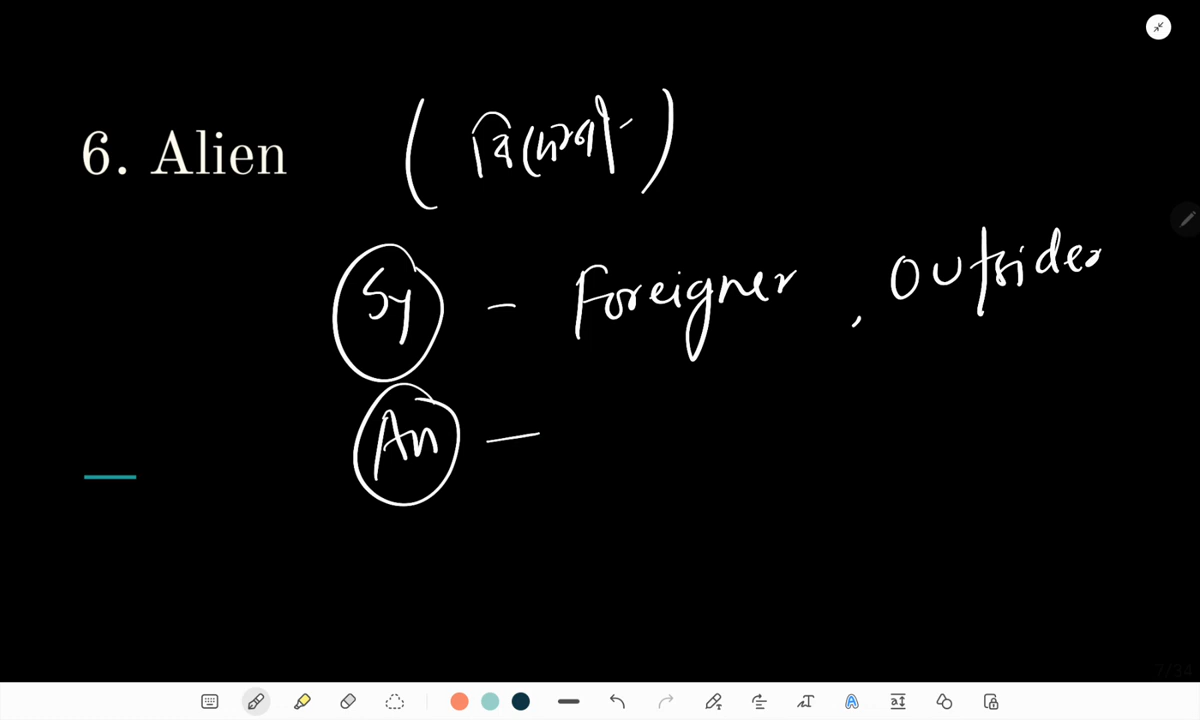 6. Alien
Sy - Foreigner, Outsider
An -